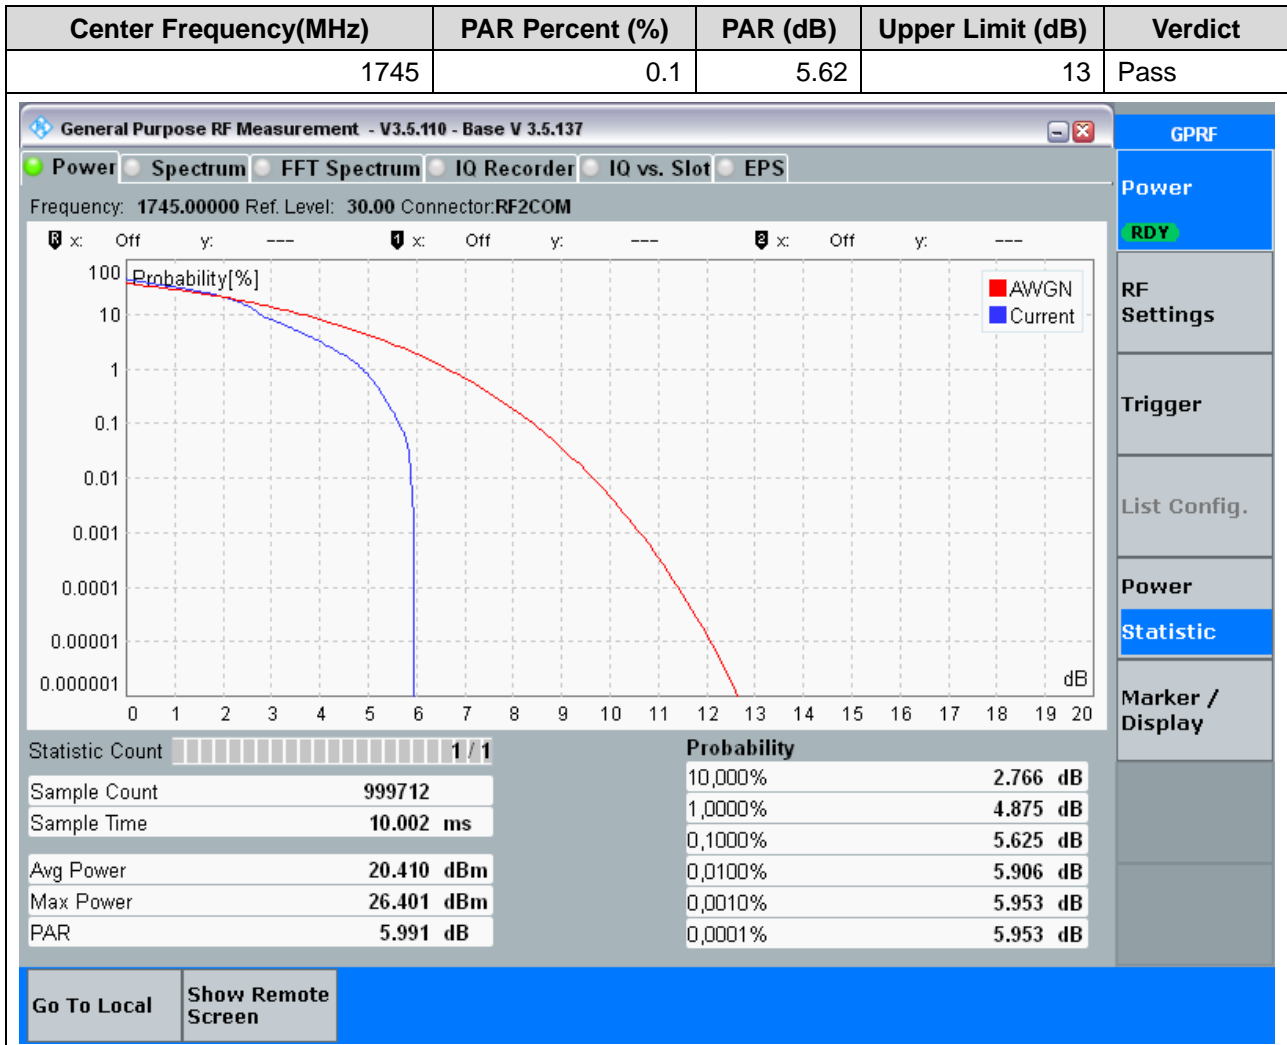 Center Frequency(MHz) PAR Percent (%) PAR (dB) Upper Limit (dB) Verdict
1745 0.1 5.62 13 Pass
General Purpose RF Measurement - V3.5.110 - Base V 3.5.137
GPRF
Power Spectrum FFT Spectrum IQ Recorder IQ vs. Slot EPS
Power
RDY
Frequency: 1745.00000 Ref. Level: 30.00 Connector:RF2COM
R x: Off y: --- 1 x: Off y: --- 2 x: Off y: ---
Probability[%]
AWGN
Current
100
10
1
0.1
0.01
0.001
0.0001
0.00001
0.000001
dB
0 1 2 3 4 5 6 7 8 9 10 11 12 13 14 15 16 17 18 19 20
RF
Settings
Trigger
List Config.
Power
Statistic
Marker /
Display
Statistic Count 1 / 1
Sample Count 999712
Sample Time 10.002 ms
Avg Power 20.410 dBm
Max Power 26.401 dBm
PAR 5.991 dB
Probability
10,000% 2.766 dB
1,0000% 4.875 dB
0,1000% 5.625 dB
0,0100% 5.906 dB
0,0010% 5.953 dB
0,0001% 5.953 dB
Go To Local
Show Remote
Screen